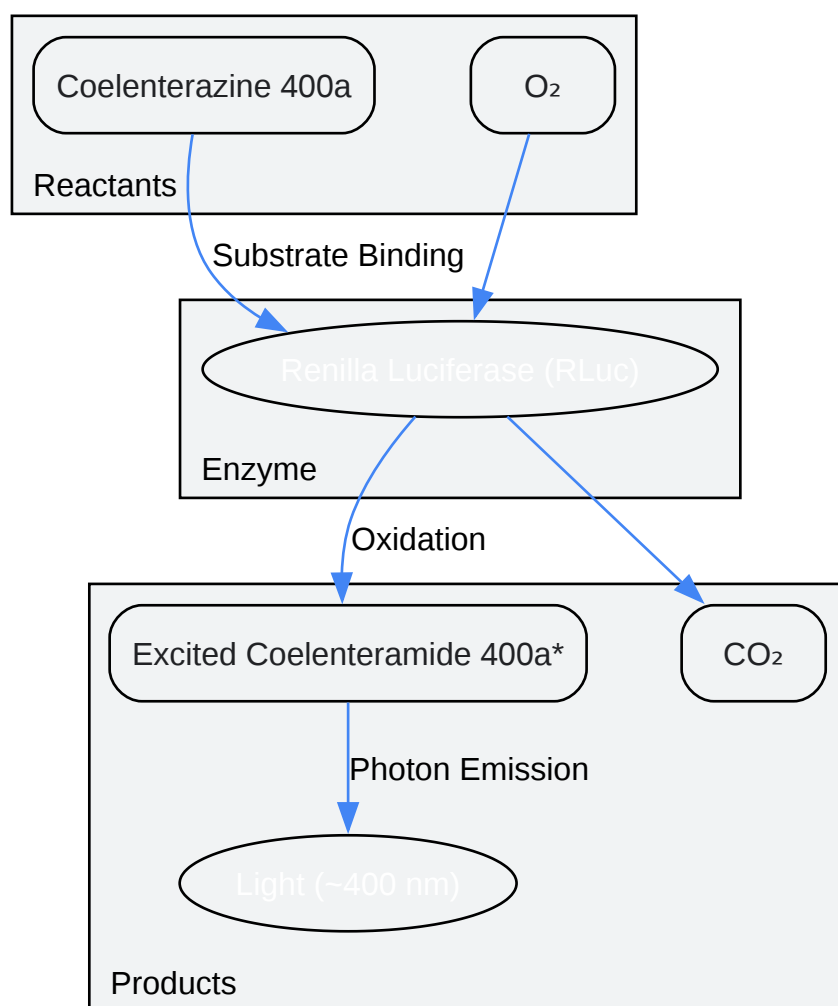 Coelenterazine 400a
O₂
Reactants
Substrate Binding
Renilla Luciferase (RLuc)
Enzyme
Oxidation
Excited Coelenteramide 400a*
CO₂
Photon Emission
Light (~400 nm)
Products